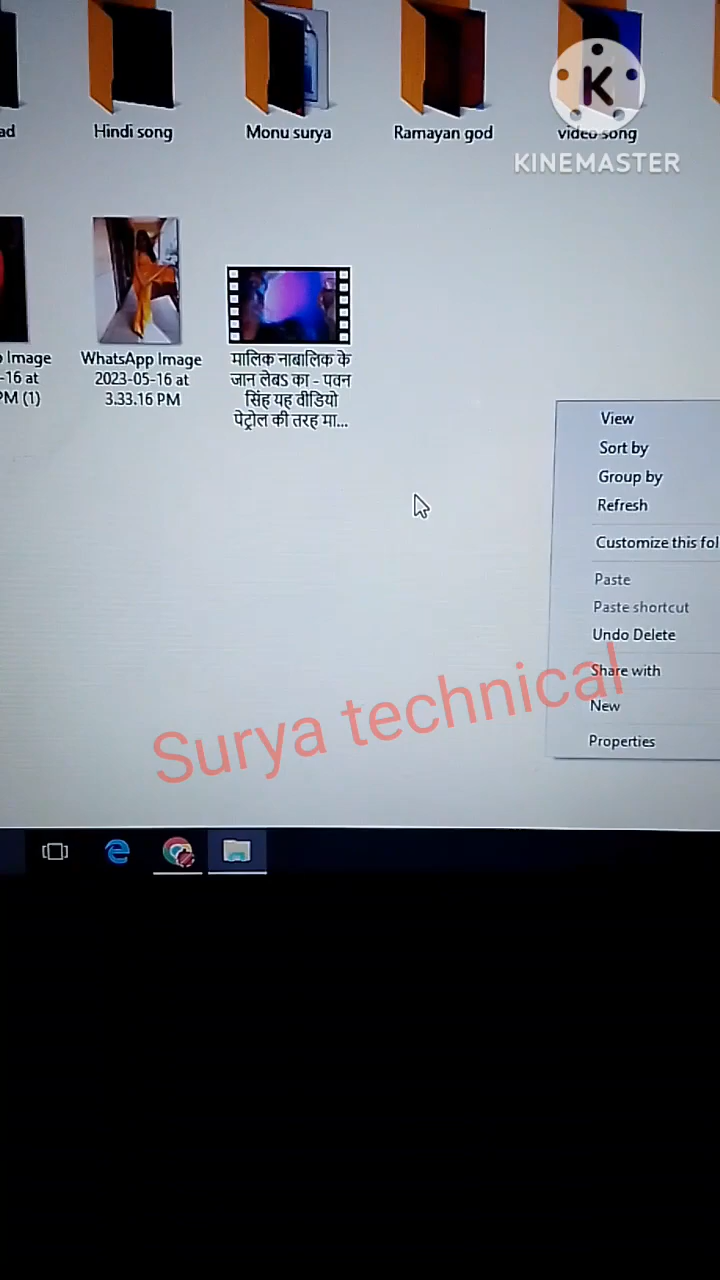 ad
Hindi song
Monu surya
Ramayan god
video song
K
KINEMASTER
Image
-16 at
PM (1)
WhatsApp Image
2023-05-16 at
3.33.16 PM
मालिक नाबालिक के
जान लेबs का - पवन
सिंह यह वीडियो
पेट्रोल की तरह मा...
View
Sort by
Group by
Refresh
Customize this fol
Paste
Paste shortcut
Undo Delete
Share with
New
Properties
Surya technical